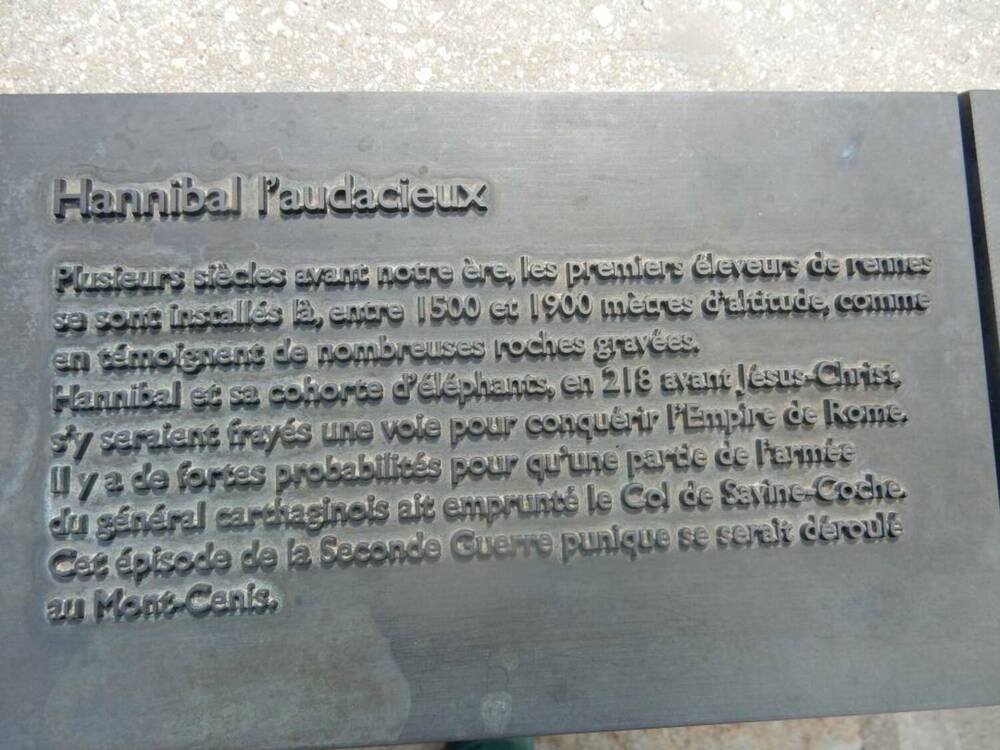 Hannibal l'audacieux
Plusieurs siècles avant notre ère, les premiers éleveurs de rennes
se sont installés là, entre 1500 et 1900 mètres d'altitude, comme
en témoignent de nombreuses roches gravées.
Hannibal et sa cohorte d'éléphants, en 218 avant Jésus-Christ,
s'y seraient frayés une voie pour conquérir l'Empire de Rome.
Il y a de fortes probabilités pour qu'une partie de l'armée
du général carthaginois ait emprunté le Col de Savine-Coche.
Cet épisode de la Seconde Guerre punique se serait déroulé
au Mont-Cenis.